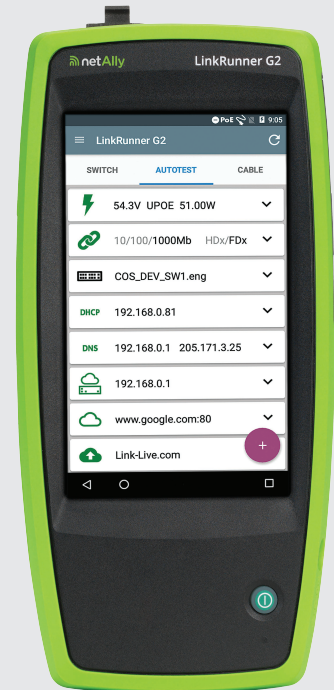 netAlly LinkRunner G2
PoE 9:05
LinkRunner G2
SWITCH AUTOTEST CABLE
54.3V UPOE 51.00W
10/100/1000Mb HDx/FDx
COS_DEV_SW1.eng
DHCP 192.168.0.81
DNS 192.168.0.1 205.171.3.25
192.168.0.1
www.google.com:80
+
Link-Live.com